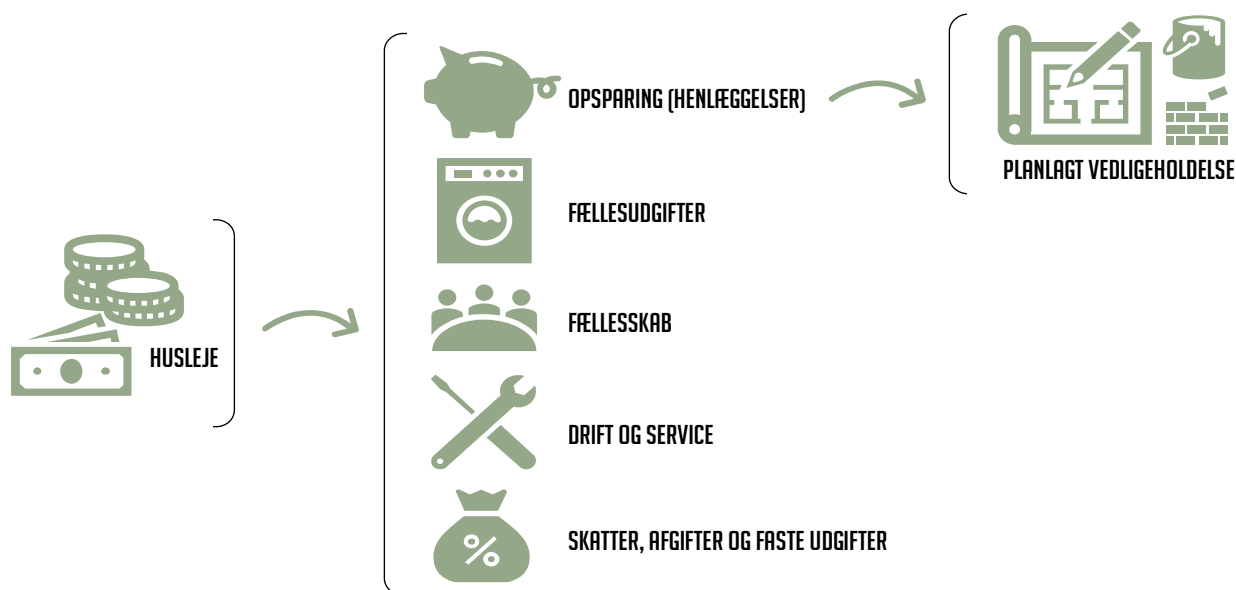 HUSLEJE
OPSPARING (HENLÆGGELSER)
FÆLLESUDGIFTER
FÆLLESSKAB
DRIFT OG SERVICE
SKATTER, AFGIFTER OG FASTE UDGIFTER
PLANLAGT VEDLIGEHOLDELSE